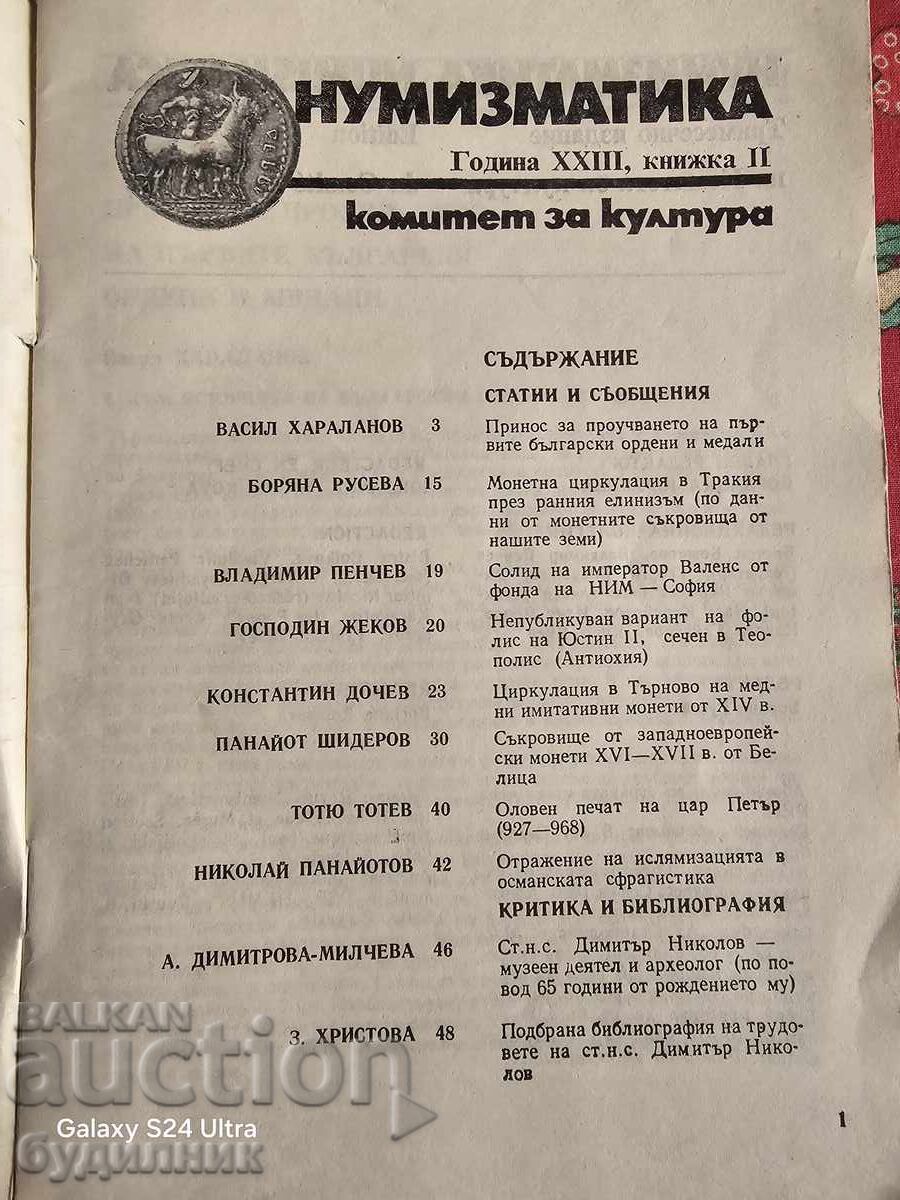 НУМИЗМАТИКА
Година XXIII, книжка II
комитет за култура
СЪДЪРЖАНИЕ
СТАТИИ И СЪОБЩЕНИЯ
ВАСИЛ ХАРАЛАНОВ 3 Принос за проучването на пър-
вите български ордени и медали
БОРЯНА РУСЕВА 15 Монетна циркулация в Тракия
през ранния елинизъм (по дан-
ни от монетните съкровища от
нашите земи)
ВЛАДИМИР ПЕНЧЕВ 19 Солид на император Валенс от
фонда на НИМ — София
ГОСПОДИН ЖЕКОВ 20 Непубликуван вариант на фо-
лис на Юстин II, сечен в Тео-
полис (Антиохия)
КОНСТАНТИН ДОЧЕВ 23 Циркулация в Търново на мед-
ни имитативни монети от XIV в.
ПАНАЙОТ ШИДЕРОВ 30 Съкровище от западноевропей-
ски монети XVI—XVII в. от Бе-
лица
ТОТЮ ТОТЕВ 40 Оловен печат на цар Петър
(927—968)
НИКОЛАЙ ПАНАЙОТОВ 42 Отражение на ислямизацията в
османската сфрагистика
КРИТИКА И БИБЛИОГРАФИЯ
А. ДИМИТРОВА-МИЛЧЕВА 46 Ст.н.с. Димитър Николов —
музеен деятел и археолог (по по-
вод 65 години от рождението му)
З. ХРИСТОВА 48 Подбрана библиография на трудо-
вете на ст.н.с. Димитър Нико-
лов
1
BALKAN
auction
Galaxy S24 Ultra
будилник